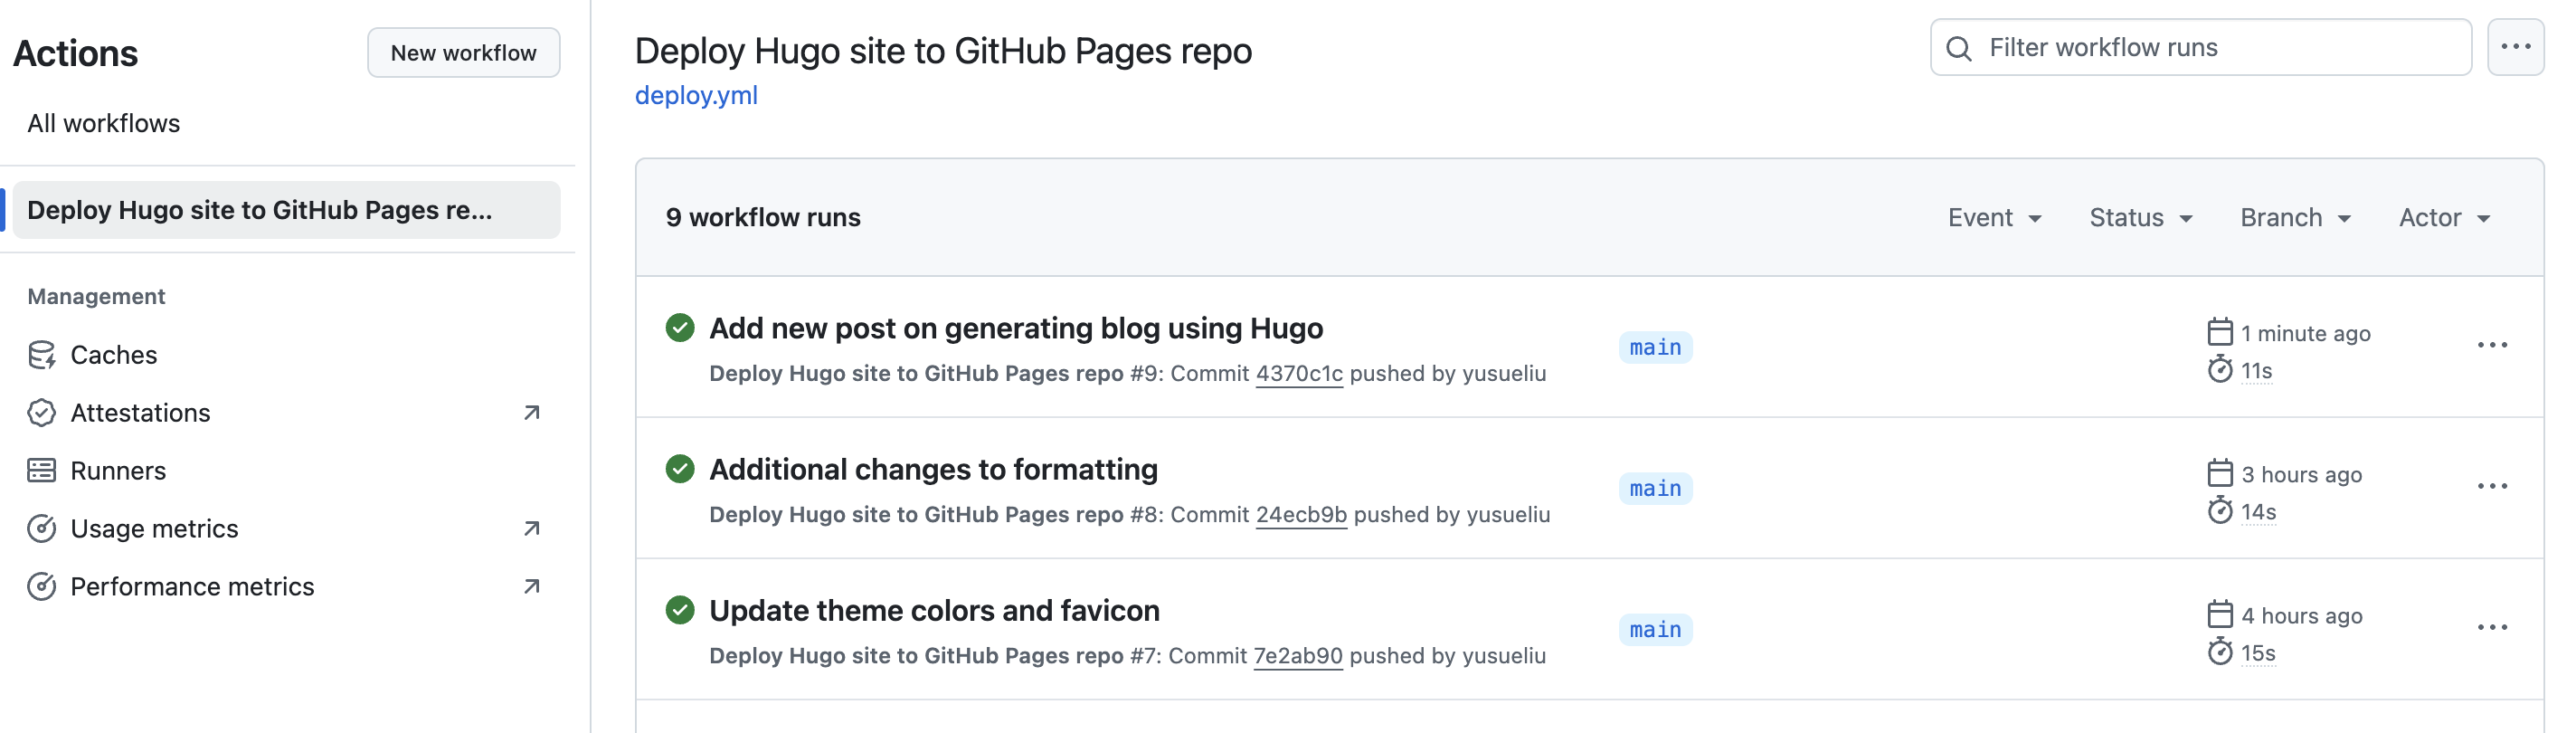 Actions
New workflow
All workflows
Deploy Hugo site to GitHub Pages re...
Management
Caches
Attestations
Runners
Usage metrics
Performance metrics
Deploy Hugo site to GitHub Pages repo
deploy.yml
Filter workflow runs
9 workflow runs
Event
Status
Branch
Actor
Add new post on generating blog using Hugo
Deploy Hugo site to GitHub Pages repo #9: Commit 4370c1c pushed by yusueliu
main
1 minute ago
11s
Additional changes to formatting
Deploy Hugo site to GitHub Pages repo #8: Commit 24ecb9b pushed by yusueliu
main
3 hours ago
14s
Update theme colors and favicon
Deploy Hugo site to GitHub Pages repo #7: Commit 7e2ab90 pushed by yusueliu
main
4 hours ago
15s